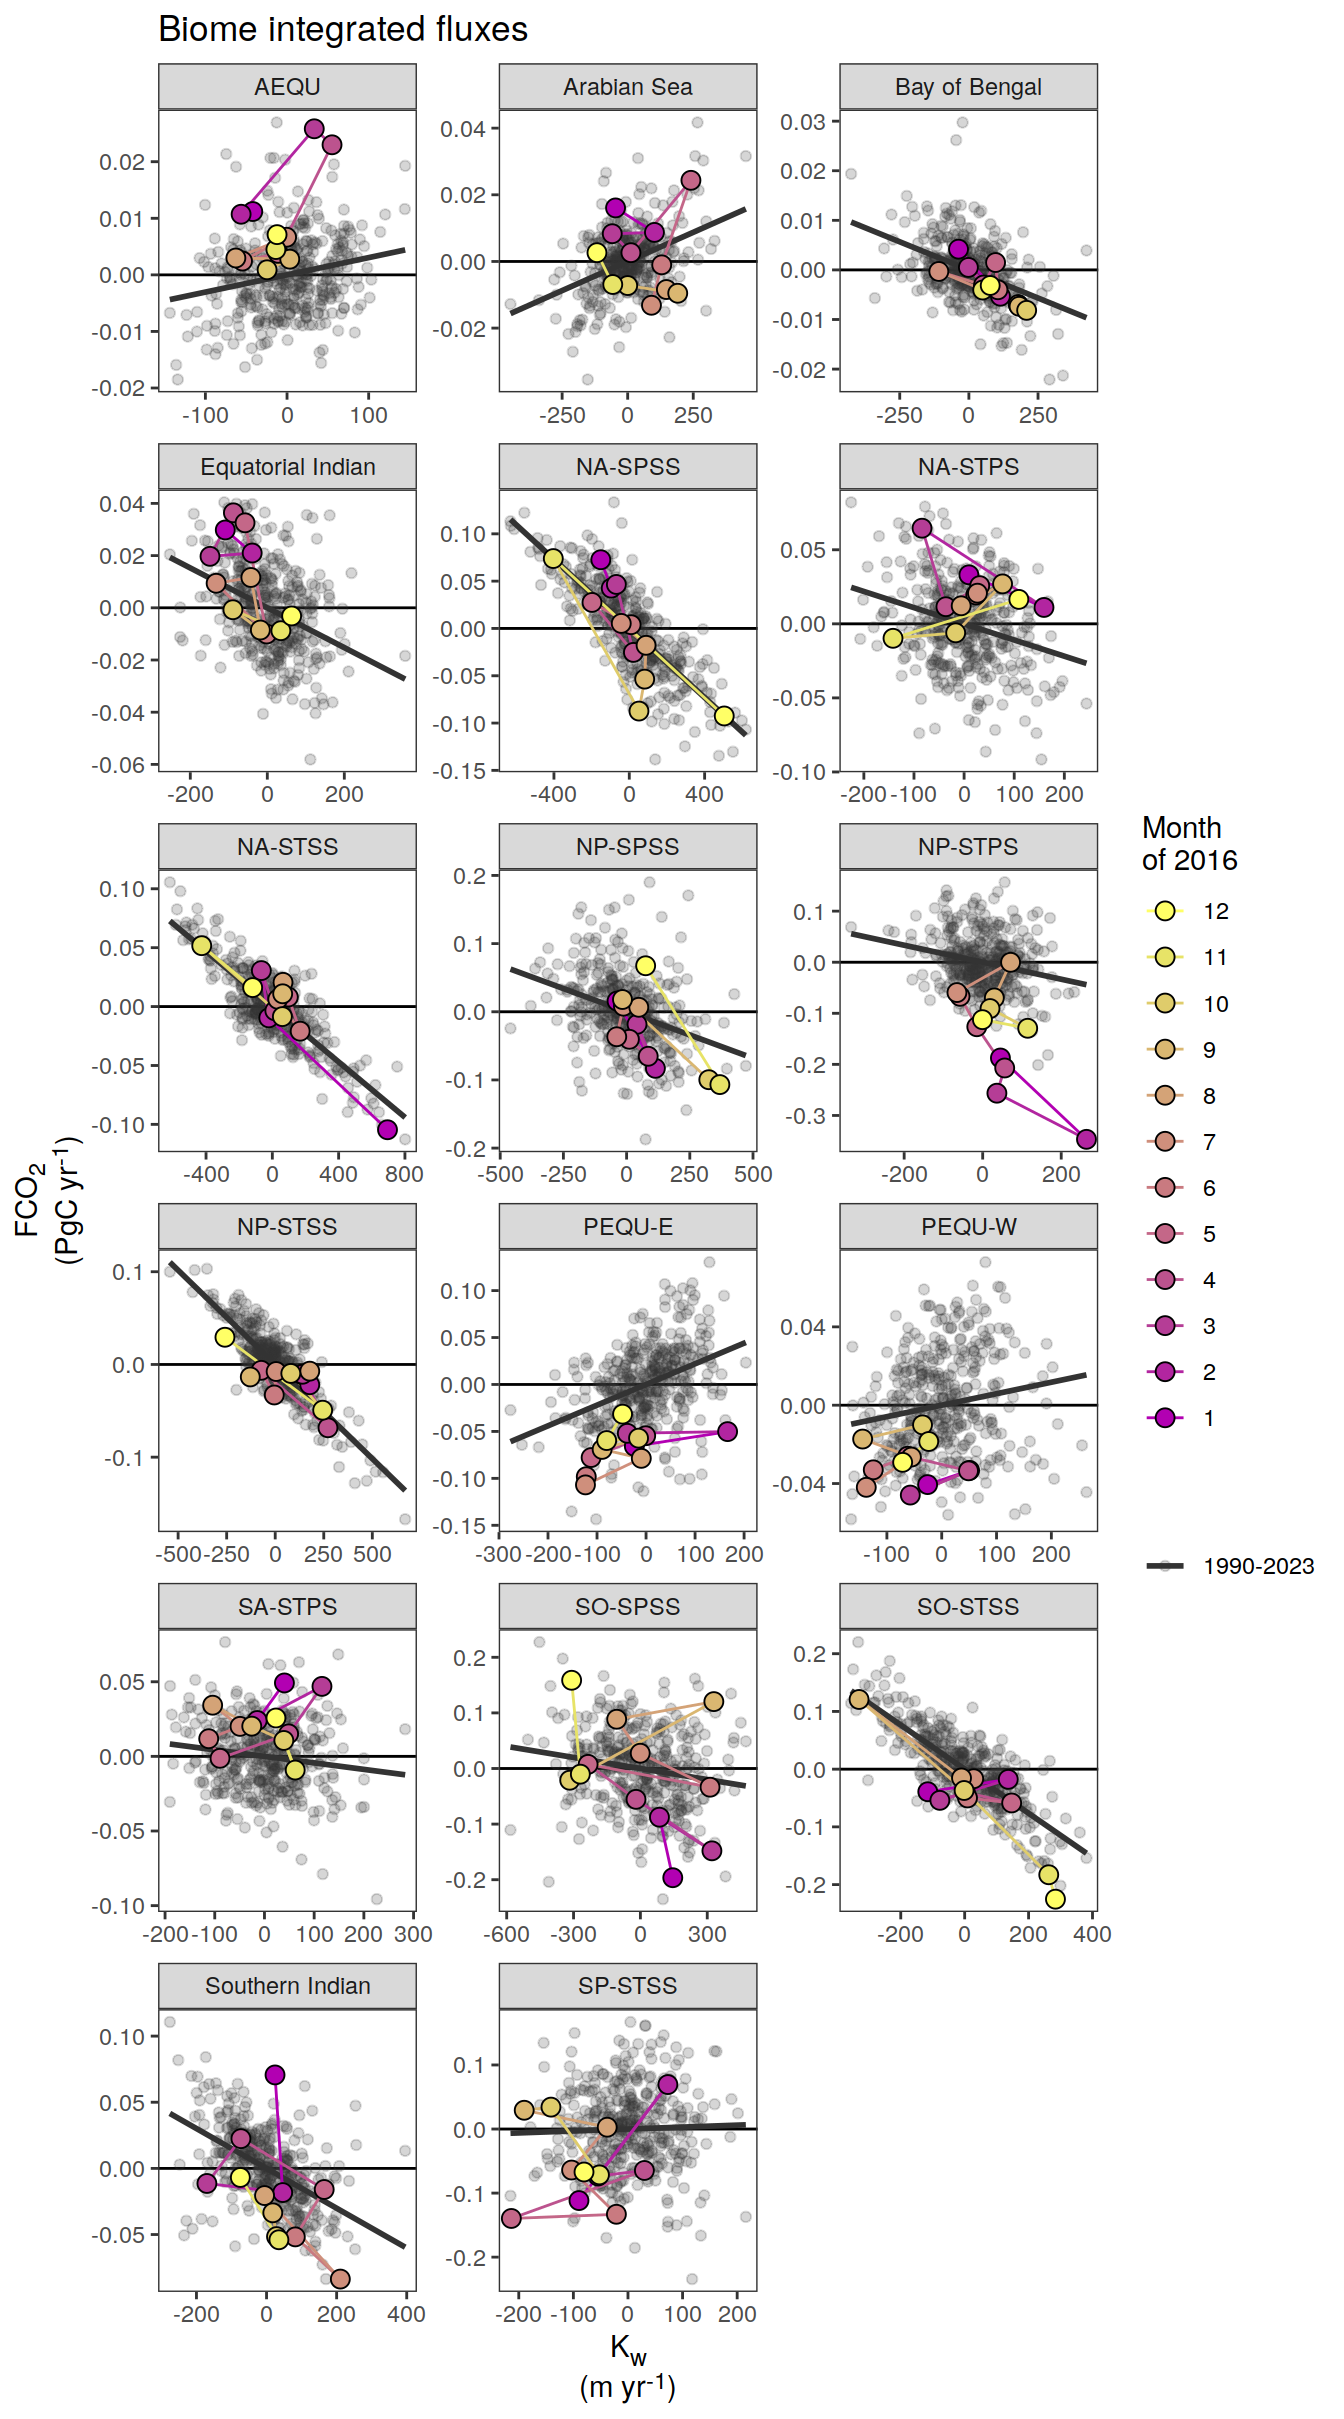 Biome integrated fluxes
AEQU
Arabian Sea
Bay of Bengal
0.02
0.01
0.00
-0.01
-0.02
0.04
0.02
0.00
-0.02
0.03
0.02
0.01
0.00
-0.01
-0.02
-100 0 100
-250 0 250
-250 0 250
Equatorial Indian
NA-SPSS
NA-STPS
0.04
0.02
0.00
-0.02
-0.04
-0.06
0.10
0.05
0.00
-0.05
-0.10
-0.15
0.05
0.00
-0.05
-0.10
-200 0 200
-400 0 400
-200 -100 0 100 200
NA-STSS
NP-SPSS
NP-STPS
0.10
0.05
0.00
-0.05
-0.10
0.2
0.1
0.0
-0.1
-0.2
0.1
0.0
-0.1
-0.2
-0.3
-400 0 400 800
-500 -250 0 250 500
-200 0 200
NP-STSS
PEQU-E
PEQU-W
0.1
0.0
-0.1
0.10
0.05
0.00
-0.05
-0.10
-0.15
0.04
0.00
-0.04
-500 -250 0 250 500
-300 -200 -100 0 100 200
-100 0 100 200
SA-STPS
SO-SPSS
SO-STSS
0.05
0.00
-0.05
-0.10
0.2
0.1
0.0
-0.1
-0.2
0.2
0.1
0.0
-0.1
-0.2
-200 -100 0 100 200 300
-600 -300 0 300
-200 0 200 400
Southern Indian
SP-STSS
0.10
0.05
0.00
-0.05
0.1
0.0
-0.1
-0.2
-200 0 200 400
-200 -100 0 100 200
FCO2
(PgC yr-1)
Kw
(m yr-1)
Month
of 2016
12
11
10
9
8
7
6
5
4
3
2
1
1990-2023